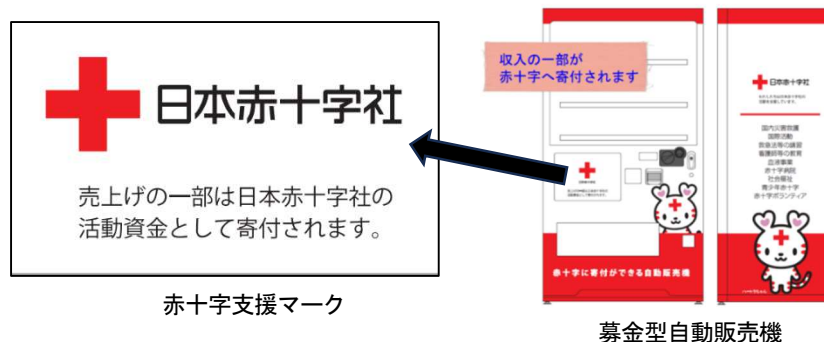 日本赤十字社
売上げの一部は日本赤十字社の
活動資金として寄付されます。
赤十字支援マーク
収入の一部が
赤十字へ寄付されます
赤十字に寄付ができる自動販売機
日本赤十字社
国内災害救護
国際活動
救急法等の講習
看護師等の教育
血液事業
赤十字病院
社会福祉
青少年赤十字
赤十字ボランティア
募金型自動販売機